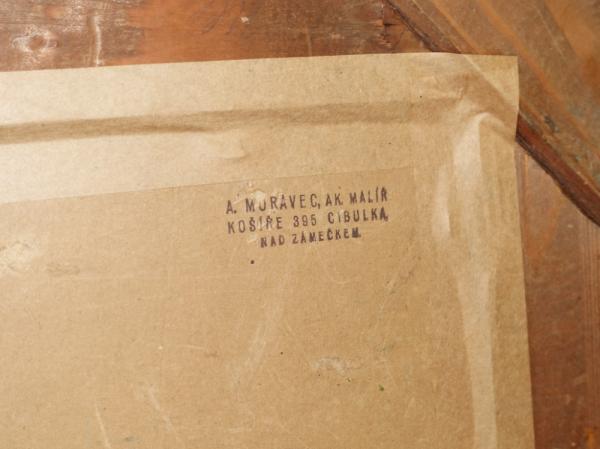 A. MORAVEC, AK. MALÍŘ
KOŠÍŘE 395 CIBULKA,
NAD ZÁMEČKEM.